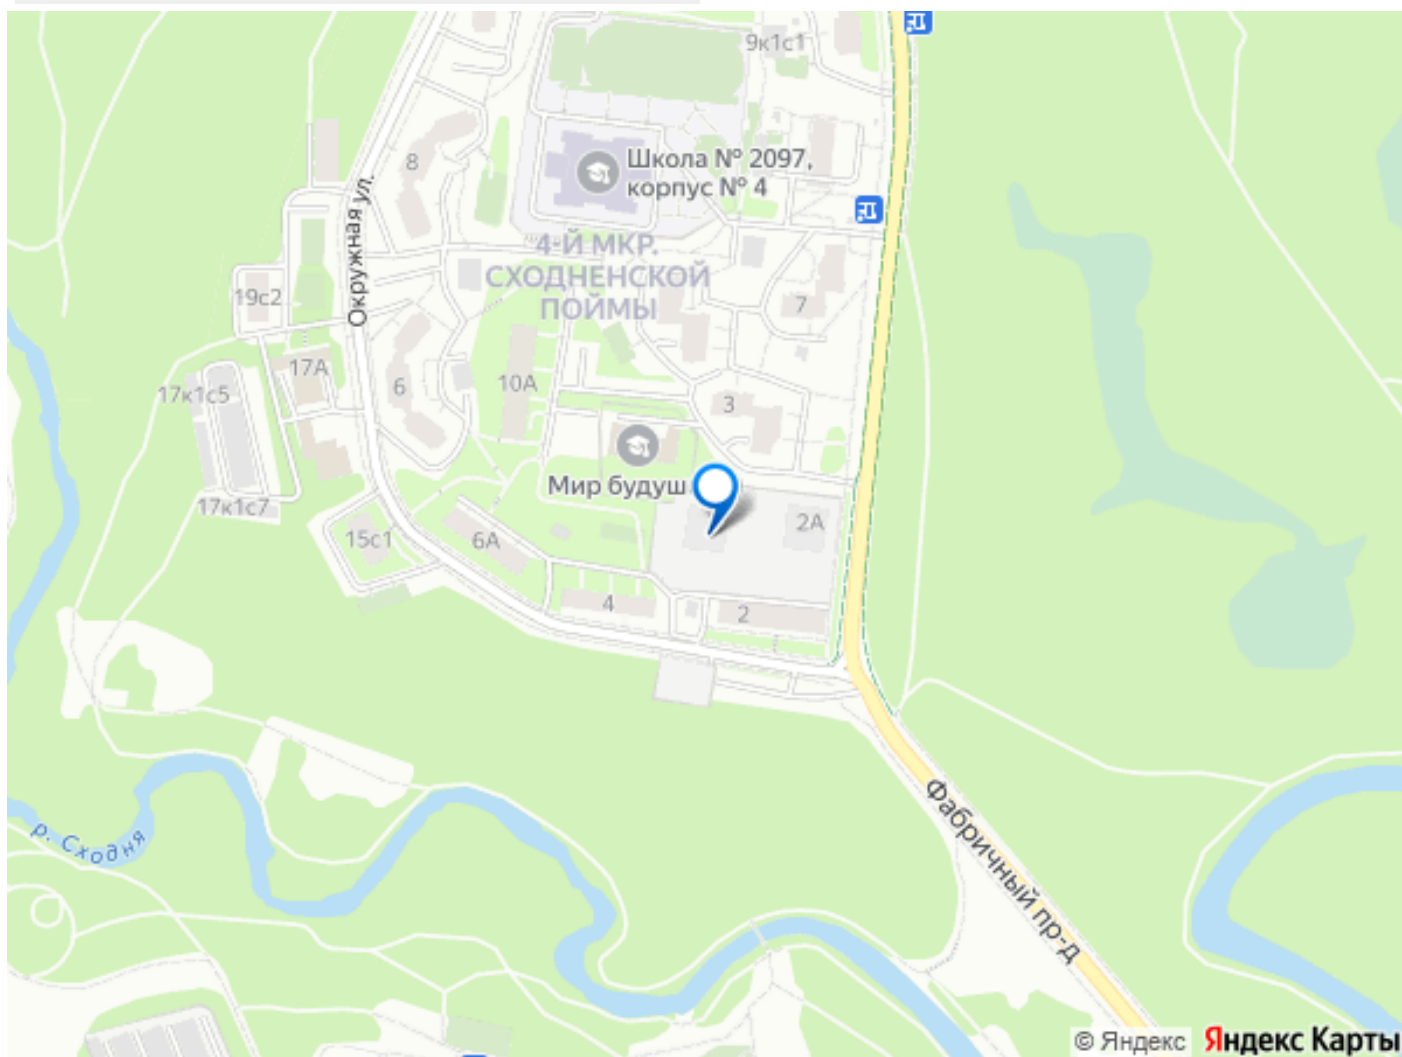 9к1с1
8
Школа № 2097,
корпус № 4
Окружная ул.
4-Й МКР.
СХОДНЕНСКОЙ
ПОЙМЫ
19с2
7
17А
17к1с5
6
10А
3
Мир будущ
17к1с7
15с1
6А
2А
4
2
Фабричный пр-д
р. Сходня
© Яндекс Яндекс Карты